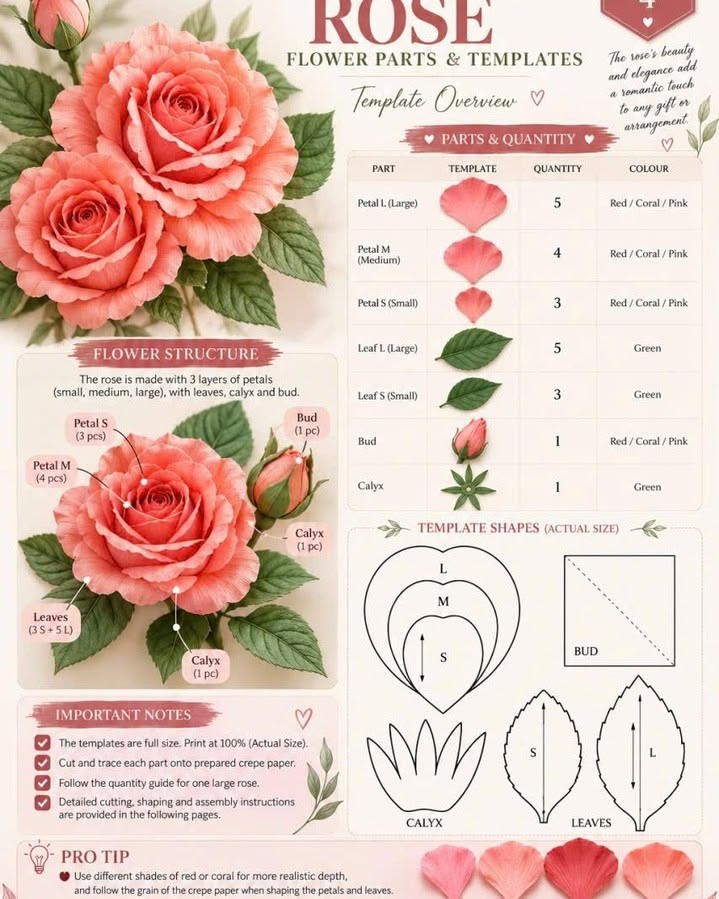 ROSE
FLOWER PARTS & TEMPLATES
Template Overview
4
The rose's beauty
and elegance add
a romantic touch
to any gift or
arrangement.
PARTS & QUANTITY
PART TEMPLATE QUANTITY COLOUR
Petal L (Large) 5 Red / Coral / Pink
Petal M
(Medium) 4 Red / Coral / Pink
Petal S (Small) 3 Red / Coral / Pink
Leaf L (Large) 5 Green
Leaf S (Small) 3 Green
Bud 1 Red / Coral / Pink
Calyx 1 Green
FLOWER STRUCTURE
The rose is made with 3 layers of petals
(small, medium, large), with leaves, calyx and bud.
Petal S
(3 pcs)
Bud
(1 pc)
Petal M
(4 pcs)
Calyx
(1 pc)
Leaves
(3 S + 5 L)
Calyx
(1 pc)
TEMPLATE SHAPES (ACTUAL SIZE)
L
M
S
BUD
S
L
CALYX
LEAVES
IMPORTANT NOTES
The templates are full size. Print at 100% (Actual Size).
Cut and trace each part onto prepared crepe paper.
Follow the quantity guide for one large rose.
Detailed cutting, shaping and assembly instructions
are provided in the following pages.
PRO TIP
Use different shades of red or coral for more realistic depth,
and follow the grain of the crepe paper when shaping the petals and leaves.